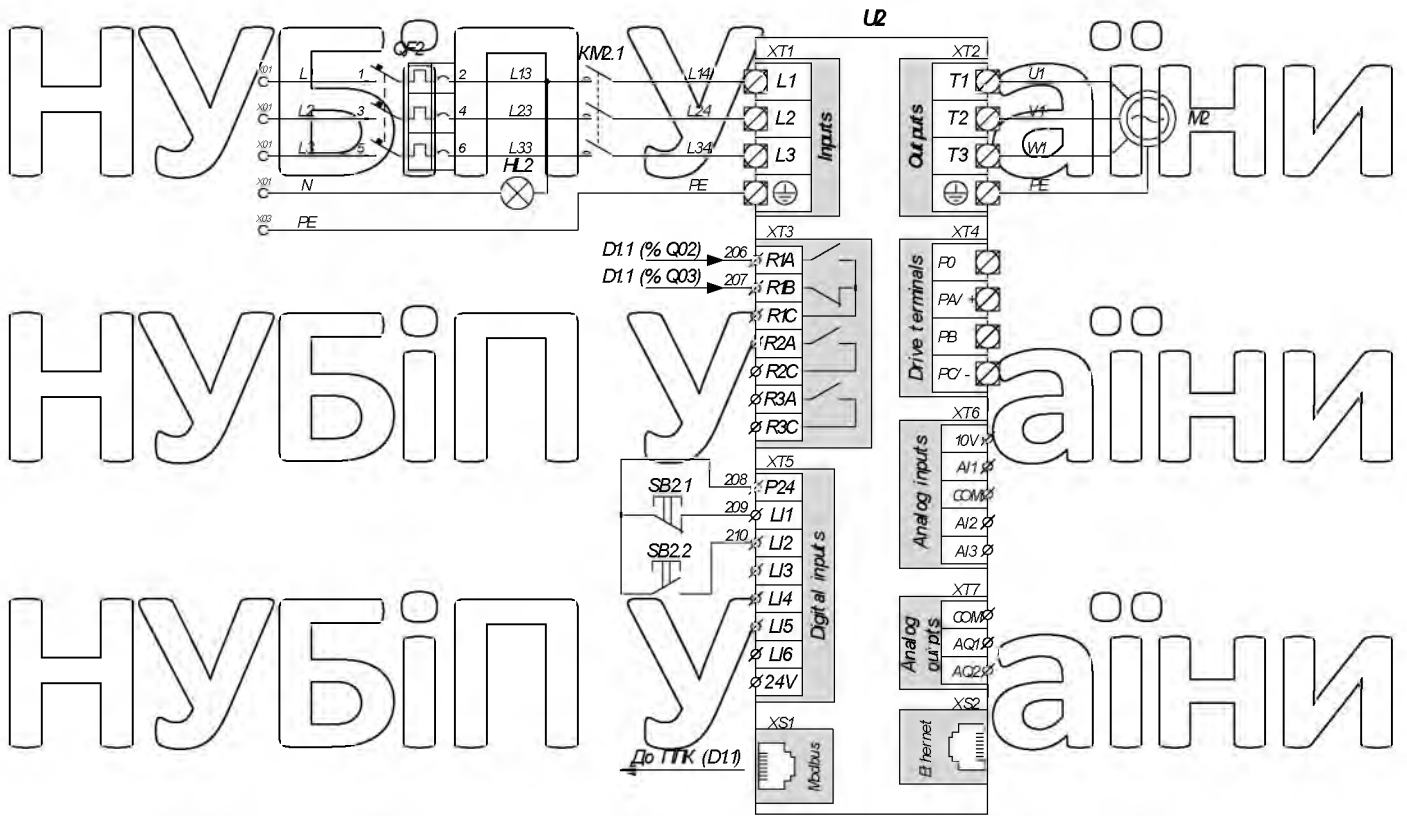 НУБІП України
U2
QF2
KM2.1
XT1
XT2
X01 L 1 2 L13 L14 L1
T1 U1
X01 L2 3 4 L23 L24 L2
T2 V1
M2
X01 L3 5 6 L33 L34 L3
T3 W1
Inputs
Outputs
HL2
X01 N
PE
PE
X03 PE
XT3
XT4
D1.1 (% Q02) 206 R1A
D1.1 (% Q03) 207 R1B
R1C
R2A
R2C
R3A
R3C
P0
PA/ +
PB
PC/ -
Drive terminals
НУБІП України
XT6
10V
AI1
COM
AI2
AI3
Analog inputs
XT5
208 P24
SB2.1
209 LI1
210 LI2
SB2.2
LI3
LI4
LI5
LI6
24V
Digital inputs
НУБІП України
XT7
COM
AQ1
AQ2
Analog
ouipts
XS1
XS2
До ППК (D1.1)
Modbus
Ethernet